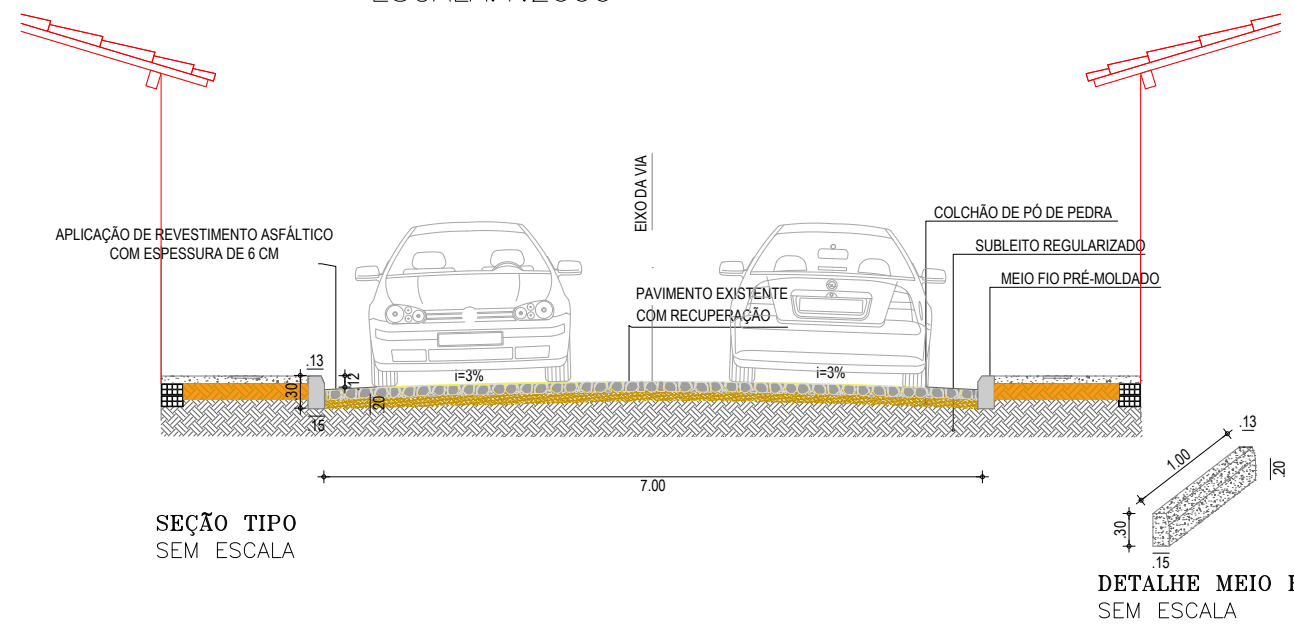 EIXO DA VIA
APLICAÇÃO DE REVESTIMENTO ASFÁLTICO
COM ESPESSURA DE 6 CM
COLCHÃO DE PÓ DE PEDRA
SUBLEITO REGULARIZADO
MEIO FIO PRÉ-MOLDADO
PAVIMENTO EXISTENTE
COM RECUPERAÇÃO
.13
.30
12
i=3%
i=3%
20
.15
7.00
SEÇÃO TIPO
SEM ESCALA
.13
1.00
.20
.30
.15
DETALHE MEIO
SEM ESCALA